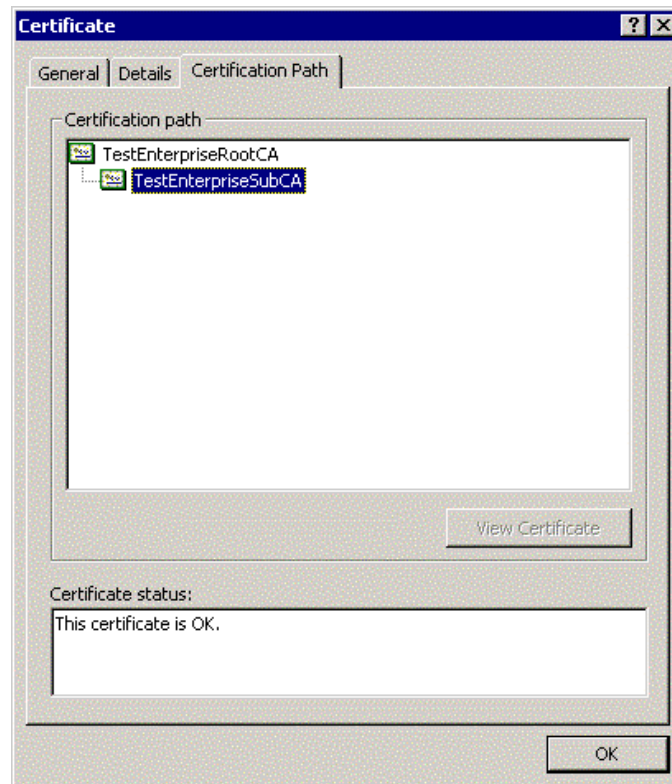 Certificate
General Details Certification Path
Certification path
TestEnterpriseRootCA
TestEnterpriseSubCA
View Certificate
Certificate status:
This certificate is OK.
OK